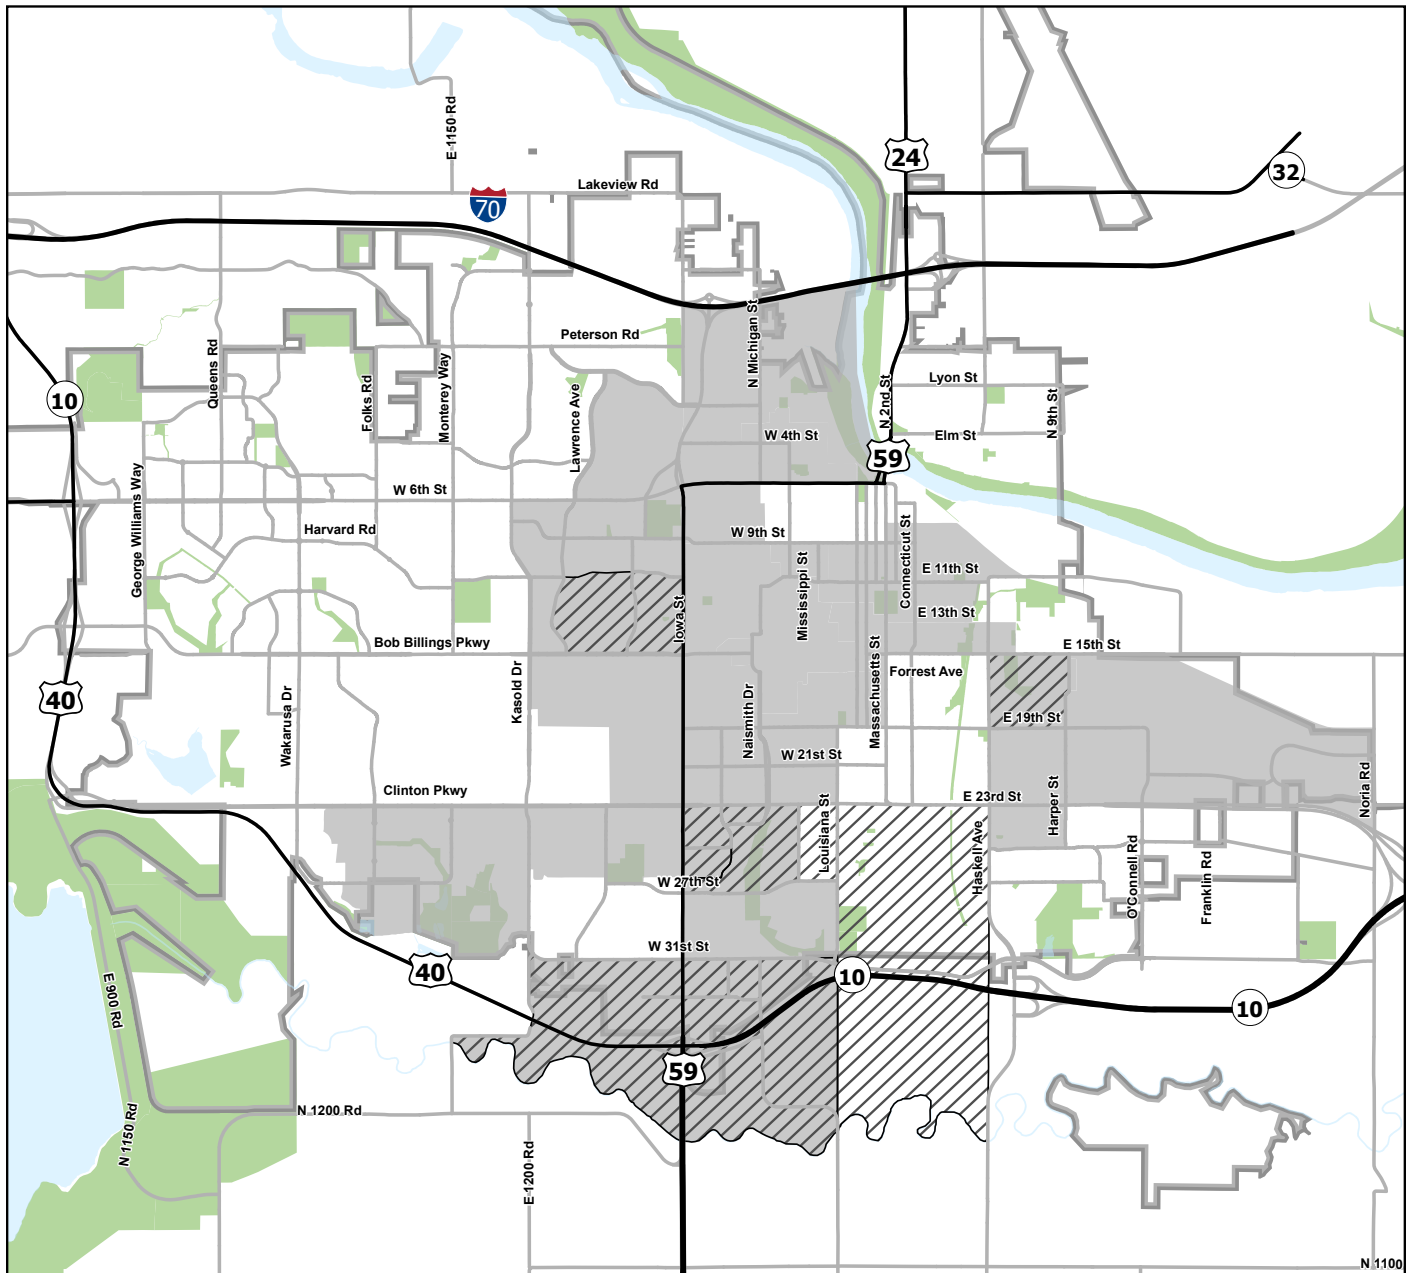 E 1150 Rd
24
32
Lakeview Rd
70
Peterson Rd
N Michigan St
Queens Rd
Folks Rd
Monterey Way
Lawrence Ave
Lyon St
N 2nd St
N 9th St
10
W 4th St
Elm St
59
George Williams Way
W 6th St
Harvard Rd
W 9th St
Connecticut St
Mississippi St
E 11th St
E 13th St
Iowa St
Bob Billings Pkwy
E 15th St
Kasold Dr
Massachusetts St
Forrest Ave
40
Wakarusa Dr
Naismith Dr
E 19th St
W 21st St
Clinton Pkwy
E 23rd St
Harper St
Noria Rd
Louisiana St
Haskell Ave
O'Connell Rd
Franklin Rd
W 27th St
W 31st St
40
10
10
E 900 Rd
59
N 1200 Rd
N 1150 Rd
E 1200 Rd
N 1100